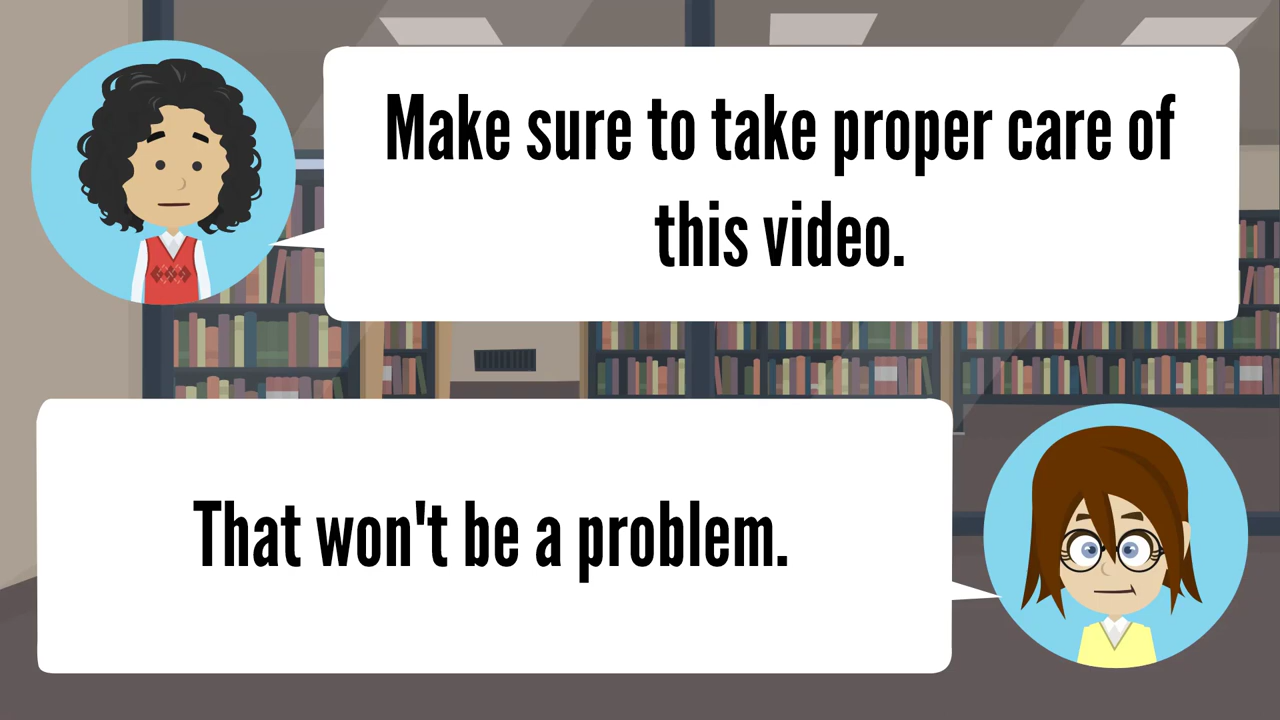 Make sure to take proper care of
this video.
That won't be a problem.